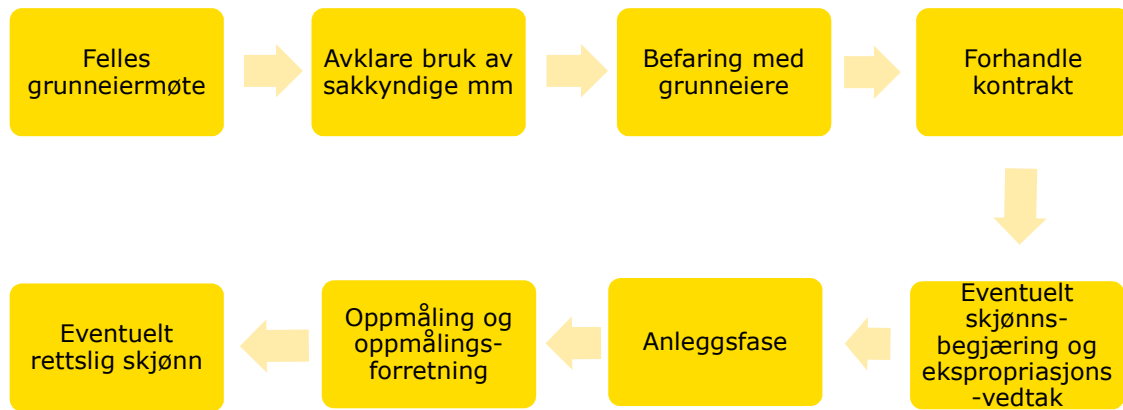 Felles
grunneiermøte
Avklare bruk av
sakkyndige mm
Befaring med
grunneiere
Forhandle
kontrakt
Eventuelt
skjønns-
begjæring og
ekspropriasjons
-vedtak
Anleggsfase
Oppmåling og
oppmålings-
forretning
Eventuelt
rettslig skjønn